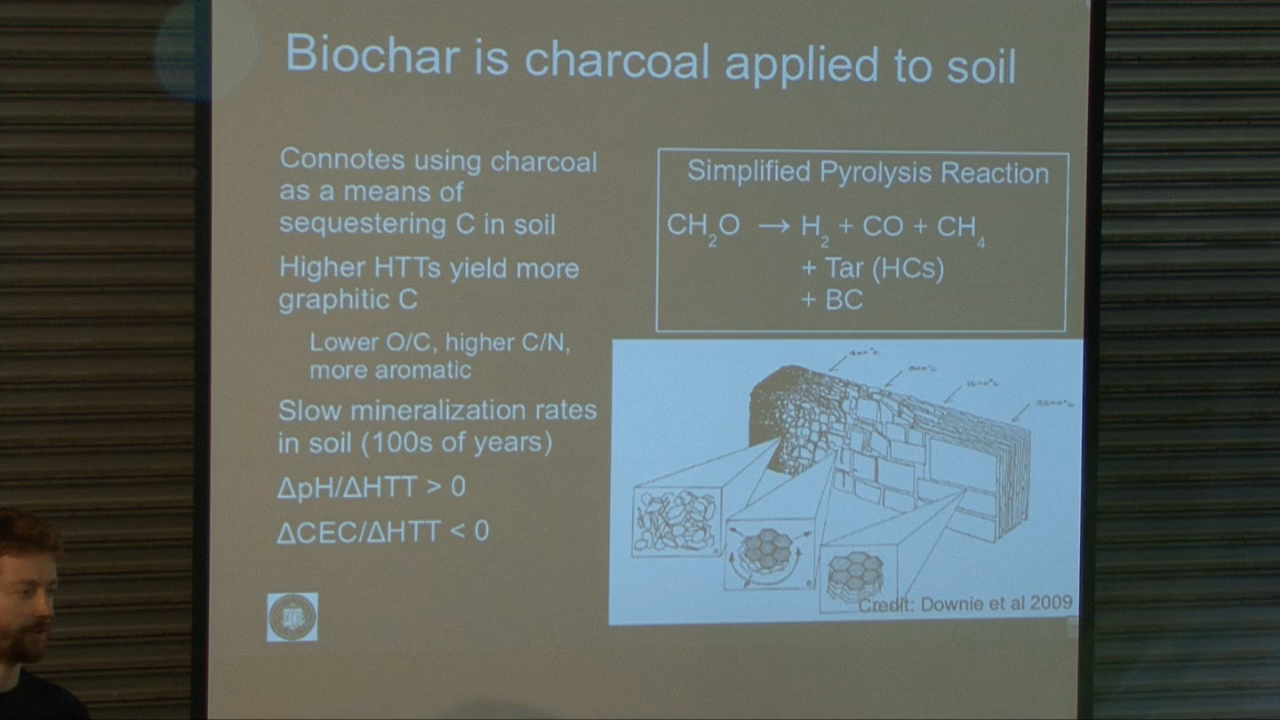 Biochar is charcoal applied to soil
Connotes using charcoal
as a means of
sequestering C in soil
Higher HTTs yield more
graphitic C
Lower O/C, higher C/N,
more aromatic
Slow mineralization rates
in soil (100s of years)
ΔpH/ΔHTT > 0
ΔCEC/ΔHTT < 0
Simplified Pyrolysis Reaction
CH₂O → H₂ + CO + CH₄
+ Tar (HCs)
+ BC
Credit: Downie et al 2009